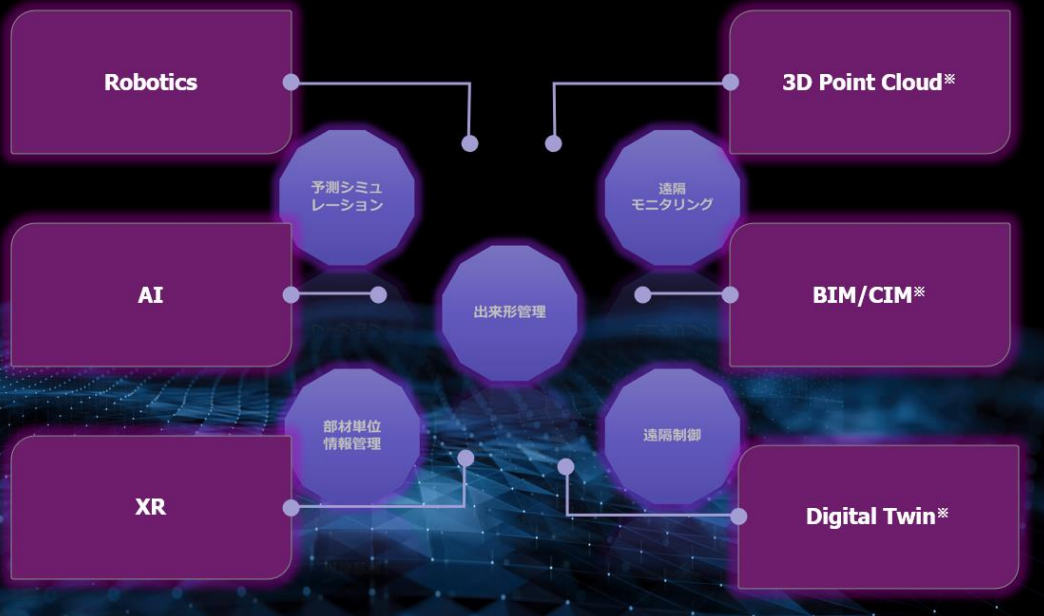 Robotics
3D Point Cloud※
予測シミュ
レーション
遠隔
モニタリング
AI
出来形管理
BIM/CIM※
部材単位
情報管理
遠隔制御
XR
Digital Twin※